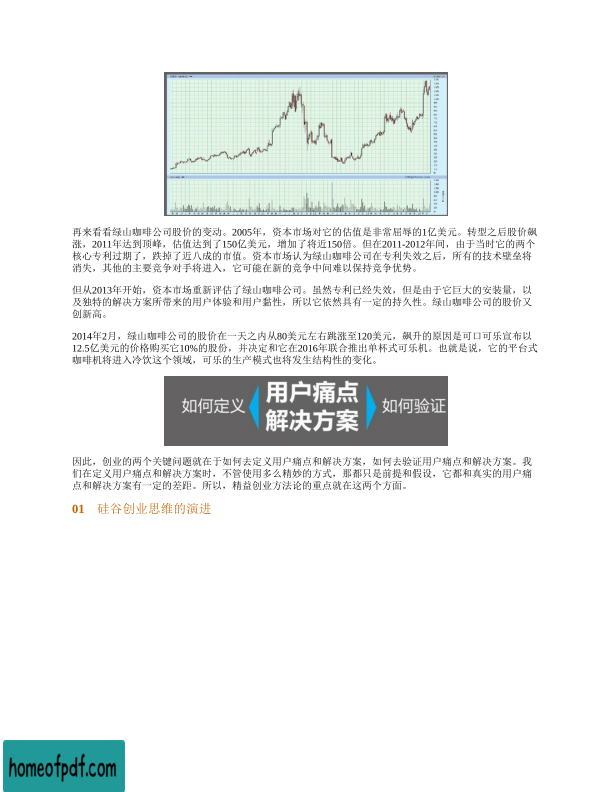 再来看看绿山咖啡公司股价的变动。2005年，资本市场对它的估值是非常屈辱的1亿美元。转型之后股价飙
涨，2011年达到顶峰，估值达到了150亿美元，增加了将近150倍。但在2011-2012年间，由于当时它的两个
核心专利过期了，跌掉了近八成的市值。资本市场认为绿山咖啡公司在专利失效之后，所有的技术壁垒将
消失，其他的主要竞争对手将进入，它可能在新的竞争中间难以保持竞争优势。
但从2013年开始，资本市场重新评估了绿山咖啡公司。虽然专利已经失效，但是由于它巨大的安装量，以
及独特的解决方案所带来的用户体验和用户黏性，所以它依然具有一定的持久性。绿山咖啡公司的股价又
创新高。
2014年2月，绿山咖啡公司的股价在一天之内从80美元左右跳涨至120美元，飙升的原因是可口可乐宣布以
12.5亿美元的价格购买它10%的股份，并决定和它在2016年联合推出单杯式可乐机。也就是说，它的平台式
咖啡机将进入冷饮这个领域，可乐的生产模式也将发生结构性的变化。
如何定义 用户痛点 如何验证
解决方案
因此，创业的两个关键问题就在于如何去定义用户痛点和解决方案，如何去验证用户痛点和解决方案。我
们在定义用户痛点和解决方案时，不管使用多么精妙的方式，那都只是前提和假设，它都和真实的用户痛
点和解决方案有一定的差距。所以，精益创业方法论的重点就在这两个方面。
01 硅谷创业思维的演进
homeofpdf.com